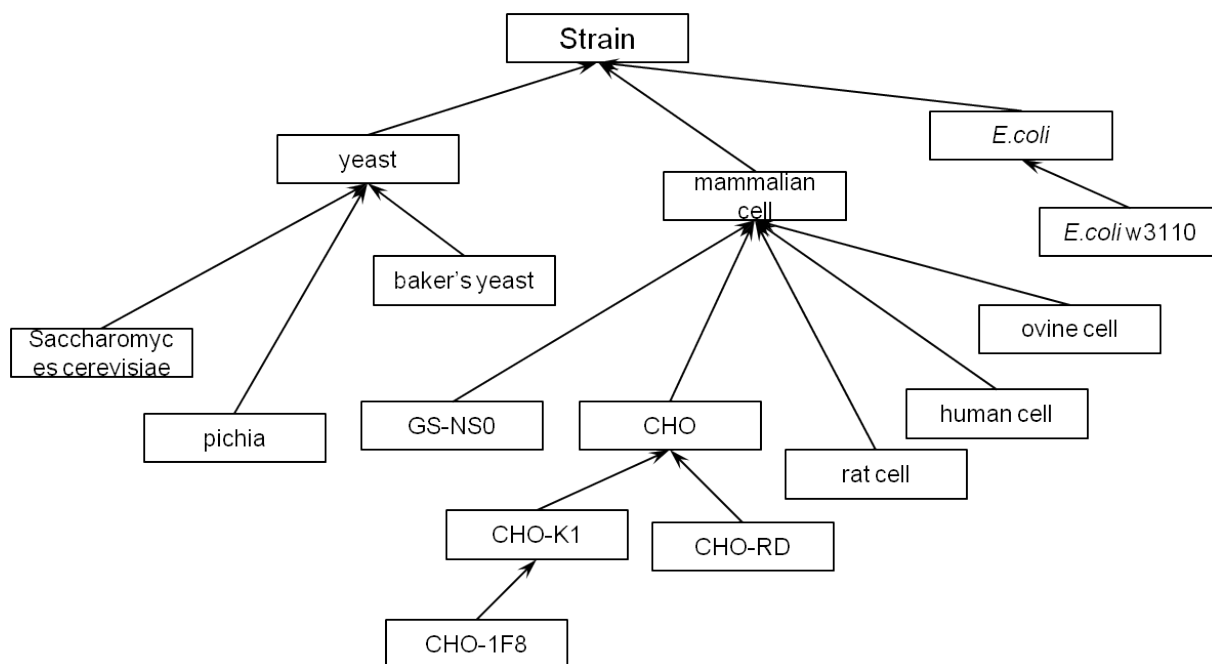 Strain
yeast
E.coli
mammalian
cell
E.coli w3110
baker's yeast
ovine cell
Saccharomyc
es cerevisiae
human cell
pichia
GS-NS0
CHO
rat cell
CHO-K1
CHO-RD
CHO-1F8